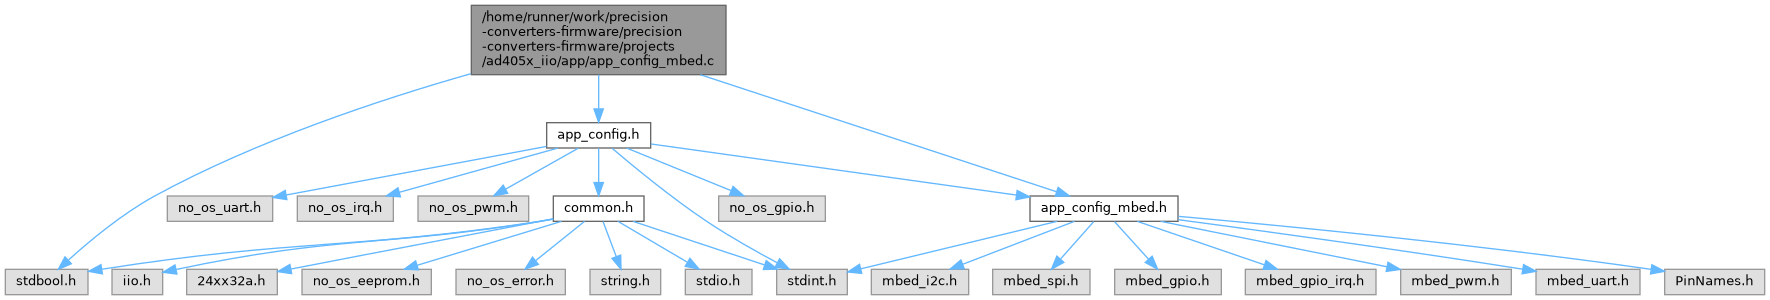 /home/runner/work/precision
-converters-firmware/precision
-converters-firmware/projects
/ad405x_iio/app/app_config_mbed.c
app_config.h
no_os_uart.h
no_os_irq.h
no_os_pwm.h
common.h
no_os_gpio.h
app_config_mbed.h
stdbool.h
iio.h
24xx32a.h
no_os_eeprom.h
no_os_error.h
string.h
stdio.h
stdint.h
mbed_i2c.h
mbed_spi.h
mbed_gpio.h
mbed_gpio_irq.h
mbed_pwm.h
mbed_uart.h
PinNames.h